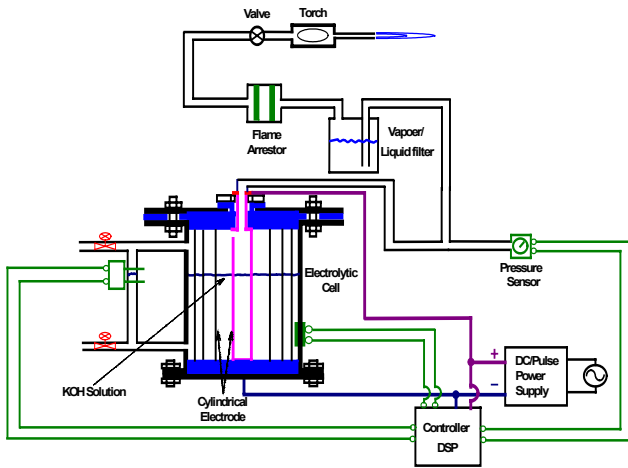 Valve
Torch
Flame
Arrestor
Vapoer/
Liquid filter
Electrolytic
Cell
Pressure
Sensor
KOH Solution
Cylindrical
Electrode
+
−
DC/Pulse
Power
Supply
Controller
DSP